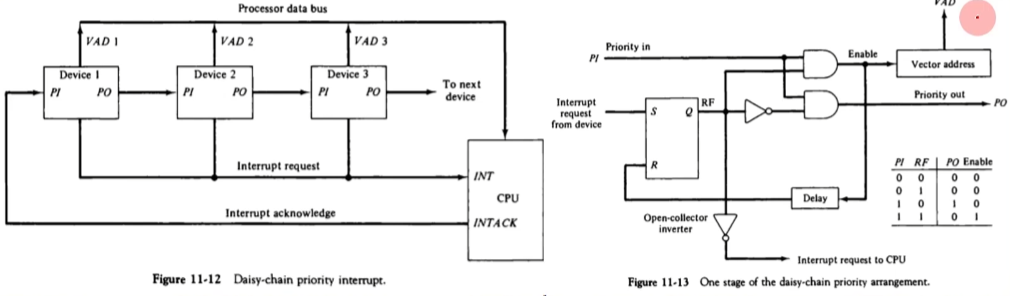 Processor data bus
VAD 1
VAD 2
VAD 3
Device 1
PI PO
Device 2
PI PO
Device 3
PI PO
To next
device
Interrupt request
INT
CPU
Interrupt acknowledge
INTACK
Figure 11-12 Daisy-chain priority interrupt.
VAD
Priority in
PI
Enable
Vector address
Priority out
PO
Interrupt
request
from device
S
Q
RF
R
Delay
PI RF PO Enable
0 0 0 0
0 1 0 0
1 0 1 0
1 1 0 1
Open-collector
inverter
Interrupt request to CPU
Figure 11-13 One stage of the daisy-chain priority arrangement.